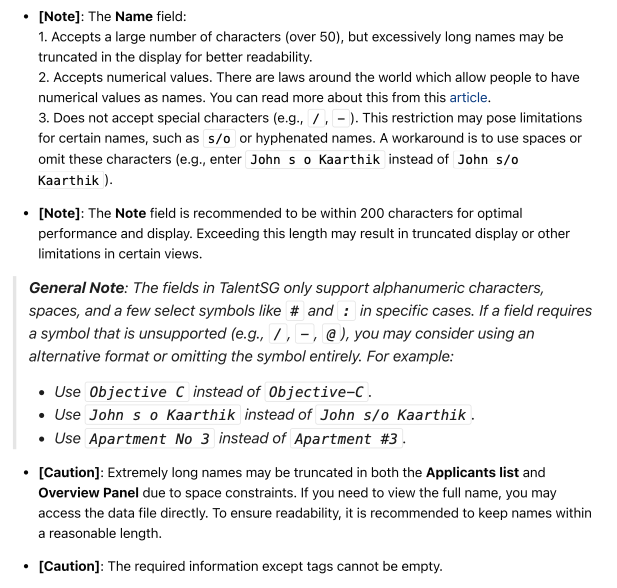 • [Note]: The Name field:
1. Accepts a large number of characters (over 50), but excessively long names may be
truncated in the display for better readability.
2. Accepts numerical values. There are laws around the world which allow people to have
numerical values as names. You can read more about this from this article.
3. Does not accept special characters (e.g., /, -). This restriction may pose limitations
for certain names, such as s/o or hyphenated names. A workaround is to use spaces or
omit these characters (e.g., enter John s o Kaarthik instead of John s/o
Kaarthik ).
• [Note]: The Note field is recommended to be within 200 characters for optimal
performance and display. Exceeding this length may result in truncated display or other
limitations in certain views.
General Note: The fields in TalentSG only support alphanumeric characters,
spaces, and a few select symbols like # and : in specific cases. If a field requires
a symbol that is unsupported (e.g., /, -, @ ), you may consider using an
alternative format or omitting the symbol entirely. For example:
• Use Objective C instead of Objective-C.
• Use John s o Kaarthik instead of John s/o Kaarthik.
• Use Apartment No 3 instead of Apartment #3.
• [Caution]: Extremely long names may be truncated in both the Applicants list and
Overview Panel due to space constraints. If you need to view the full name, you may
access the data file directly. To ensure readability, it is recommended to keep names within
a reasonable length.
• [Caution]: The required information except tags cannot be empty.